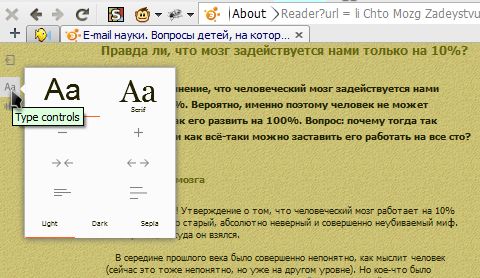 About
Reader?url = li Chto Mozg Zadeystvu
E-mail науки. Вопросы детей, на котор...
Правда ли, что мозг задействуется нами только на 10%?
Aa
Aa
Aa
Serif
Type controls
нение, что человеческий мозг задействуется нами
%. Вероятно, именно поэтому человек не может
ак его развить на 100%. Вопрос: почему тогда так
и как всё-таки можно заставить его работать на все сто?
мозга
! Утверждение о том, что человеческий мозг работает на 10%
о старый, абсолютно неверный и совершенно неубиваемый миф.
куда он взялся.
Light Dark Sepia
В середине прошлого века было совершенно непонятно, как мыслит человек
(сейчас это тоже непонятно, но уже на другом уровне). Но кое-что было